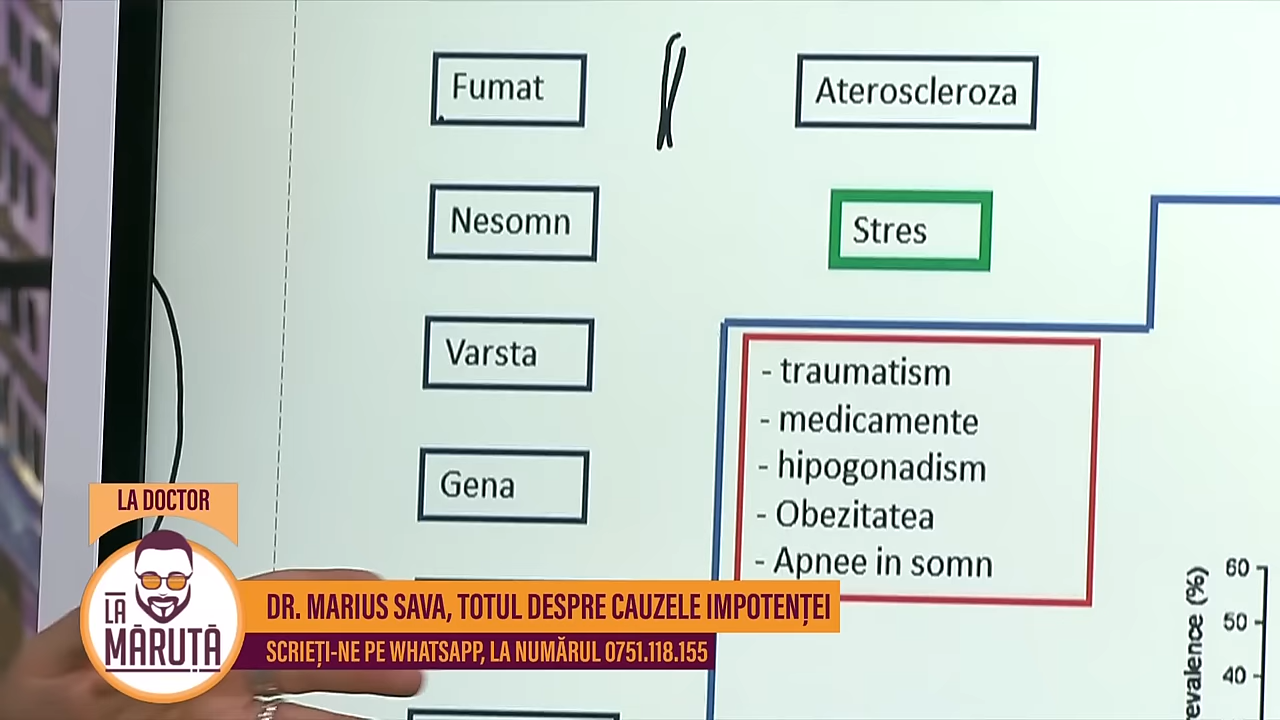 Fumat
Ateroscleroza
Nesomn
Stres
Varsta
- traumatism
- medicamente
- hipogonadism
- Obezitatea
- Apnee in somn
Gena
60
50
40
LA DOCTOR
LA
MĂRUȚĂ
DR. MARIUS SAVA, TOTUL DESPRE CAUZELE IMPOTENȚEI
SCRIEȚI-NE PE WHATSAPP, LA NUMĂRUL 0751.118.155
evalence (%)